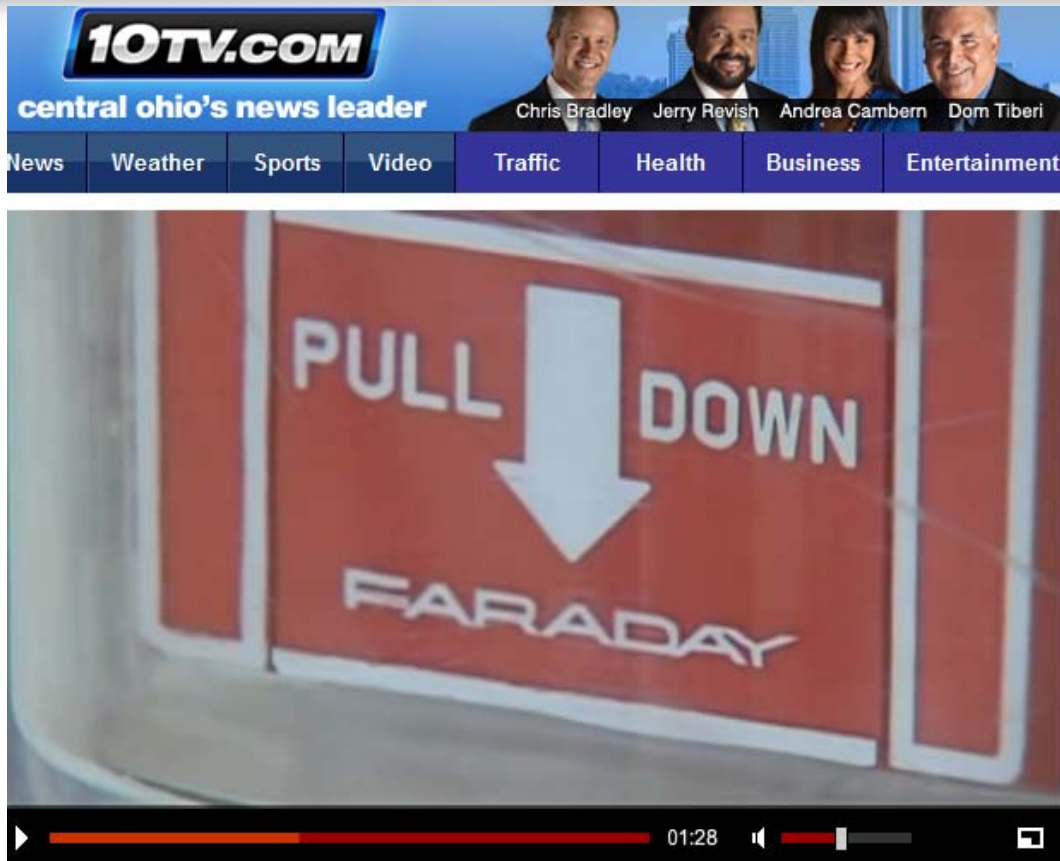 10TV.COM
central ohio's news leader
Chris Bradley Jerry Revish Andrea Cambern Dom Tiberi
News Weather Sports Video Traffic Health Business Entertainment
PULL DOWN
FARADAY
01:28